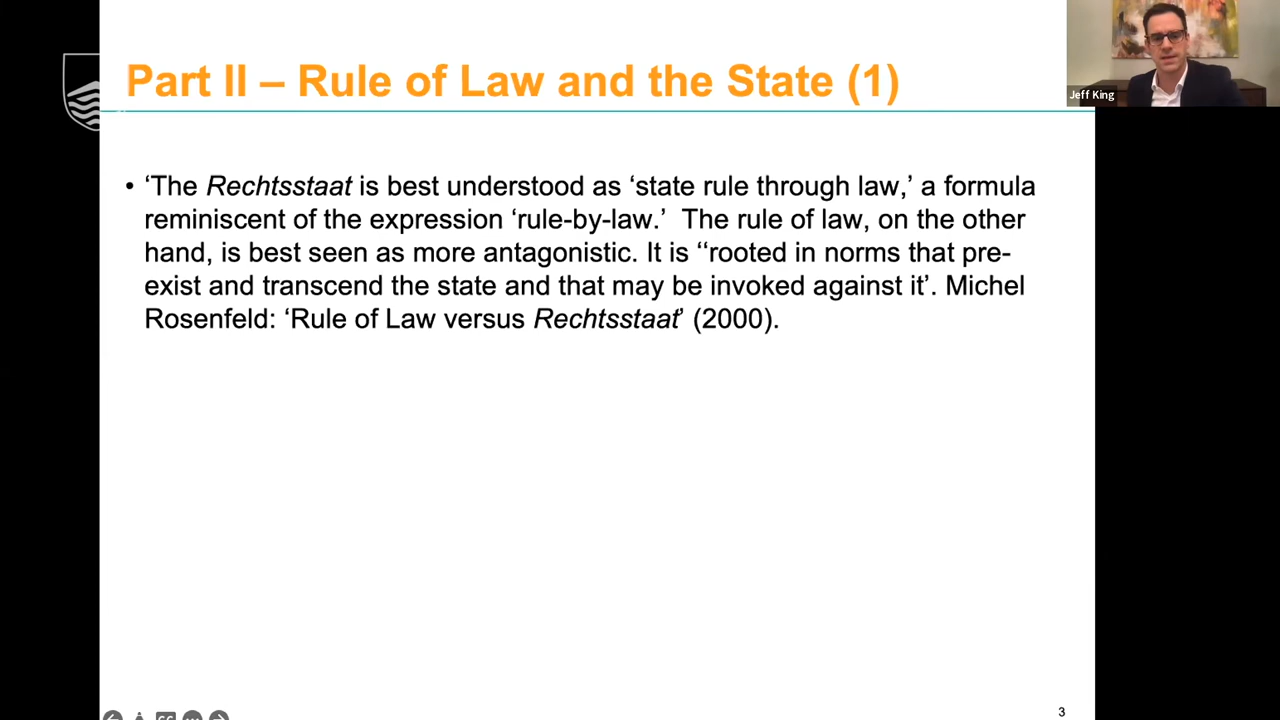 Part II – Rule of Law and the State (1)
Jeff King
• ‘The Rechtsstaat is best understood as ‘state rule through law,’ a formula
reminiscent of the expression ‘rule-by-law.’  The rule of law, on the other
hand, is best seen as more antagonistic. It is ‘‘rooted in norms that pre-
exist and transcend the state and that may be invoked against it’. Michel
Rosenfeld: ‘Rule of Law versus Rechtsstaat’ (2000).
3